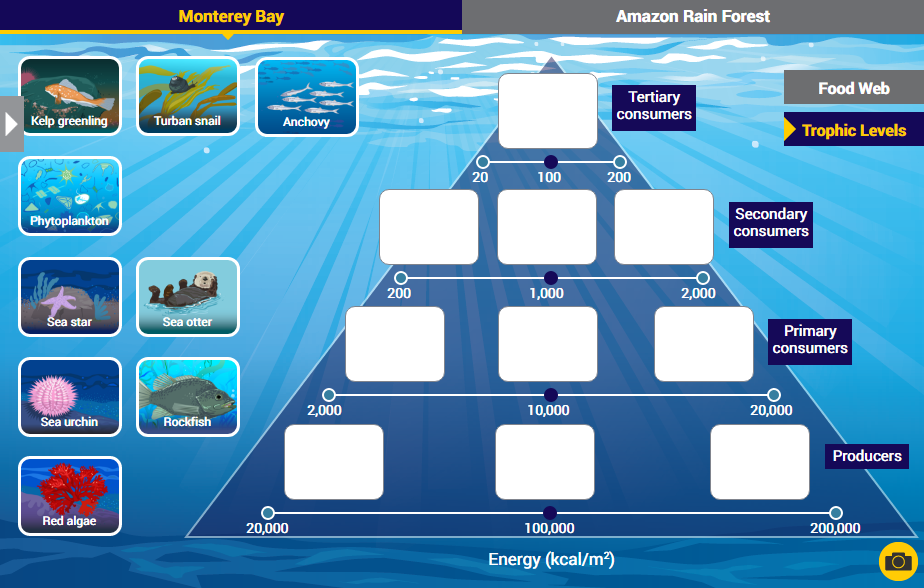 Monterey Bay
Amazon Rain Forest
Kelp greenling
Turban snail
Anchovy
Tertiary
consumers
Food Web
Trophic Levels
20
100
200
Phytoplankton
Secondary
consumers
200
1,000
2,000
Sea star
Sea otter
Primary
consumers
2,000
10,000
20,000
Sea urchin
Rockfish
Producers
Red algae
20,000
100,000
200,000
Energy (kcal/m²)